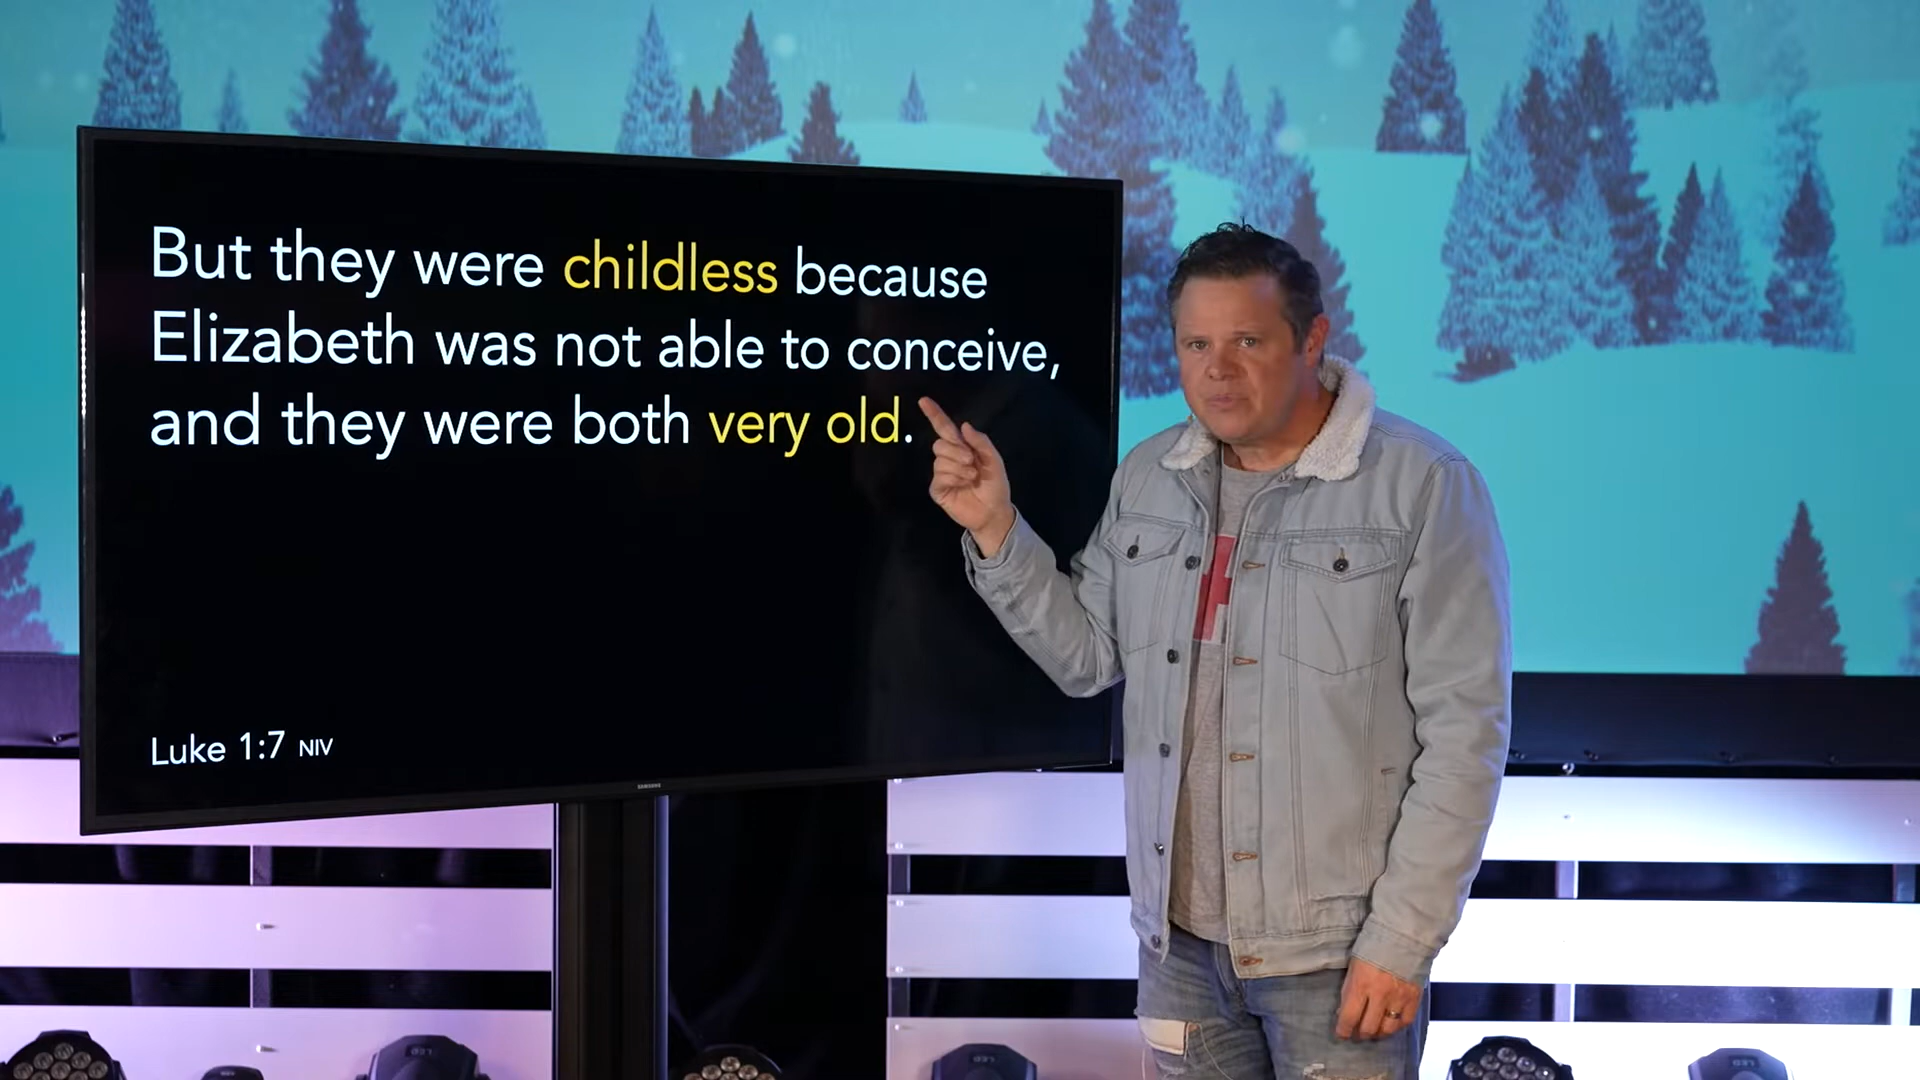 But they were childless because
Elizabeth was not able to conceive,
and they were both very old.
Luke 1:7 NIV
SAMSUNG